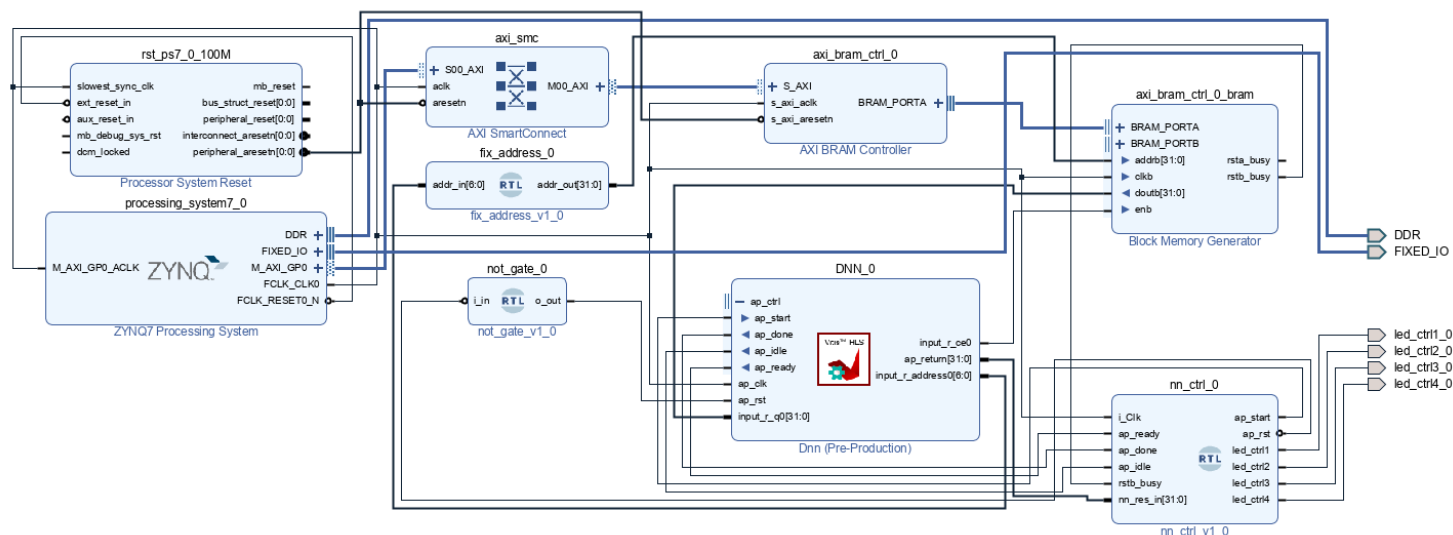 rst_ps7_0_100M
slowest_sync_clk
ext_reset_in
aux_reset_in
mb_debug_sys_rst
dcm_locked
mb_reset
bus_struct_reset[0:0]
peripheral_reset[0:0]
interconnect_aresetn[0:0]
peripheral_aresetn[0:0]
Processor System Reset
processing_system7_0
M_AXI_GP0_ACLK
ZYNQ
DDR
FIXED_IO
M_AXI_GP0
FCLK_CLK0
FCLK_RESET0_N
ZYNQ7 Processing System
axi_smc
S00_AXI
aclk
aresetn
M00_AXI
AXI SmartConnect
fix_address_0
addr_in[6:0]
RTL
addr_out[31:0]
fix_address_v1_0
not_gate_0
i_in
RTL
o_out
not_gate_v1_0
axi_bram_ctrl_0
S_AXI
s_axi_aclk
s_axi_aresetn
BRAM_PORTA
AXI BRAM Controller
DNN_0
ap_ctrl
ap_start
ap_done
ap_idle
ap_ready
ap_clk
ap_rst
input_r_q0[31:0]
HLS
input_r_ce0
ap_return[31:0]
input_r_address0[6:0]
Dnn (Pre-Production)
axi_bram_ctrl_0_bram
BRAM_PORTA
BRAM_PORTB
addrb[31:0]
clkb
doutb[31:0]
enb
rsta_busy
rstb_busy
Block Memory Generator
nn_ctrl_0
i_Clk
ap_ready
ap_done
ap_idle
rstb_busy
nn_res_in[31:0]
RTL
ap_start
ap_rst
led_ctrl1
led_ctrl2
led_ctrl3
led_ctrl4
nn_ctrl_v1_0
DDR
FIXED_IO
led_ctrl1_0
led_ctrl2_0
led_ctrl3_0
led_ctrl4_0